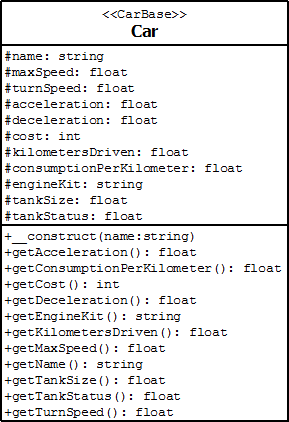 <<CarBase>>
Car
#name: string
#maxSpeed: float
#turnSpeed: float
#acceleration: float
#deceleration: float
#cost: int
#kilometersDriven: float
#consumptionPerKilometer: float
#engineKit: string
#tankSize: float
#tankStatus: float
+__construct(name:string)
+getAcceleration(): float
+getConsumptionPerKilometer(): float
+getCost(): int
+getDeceleration(): float
+getEngineKit(): string
+getKilometersDriven(): float
+getMaxSpeed(): float
+getName(): string
+getTankSize(): float
+getTankStatus(): float
+getTurnSpeed(): float